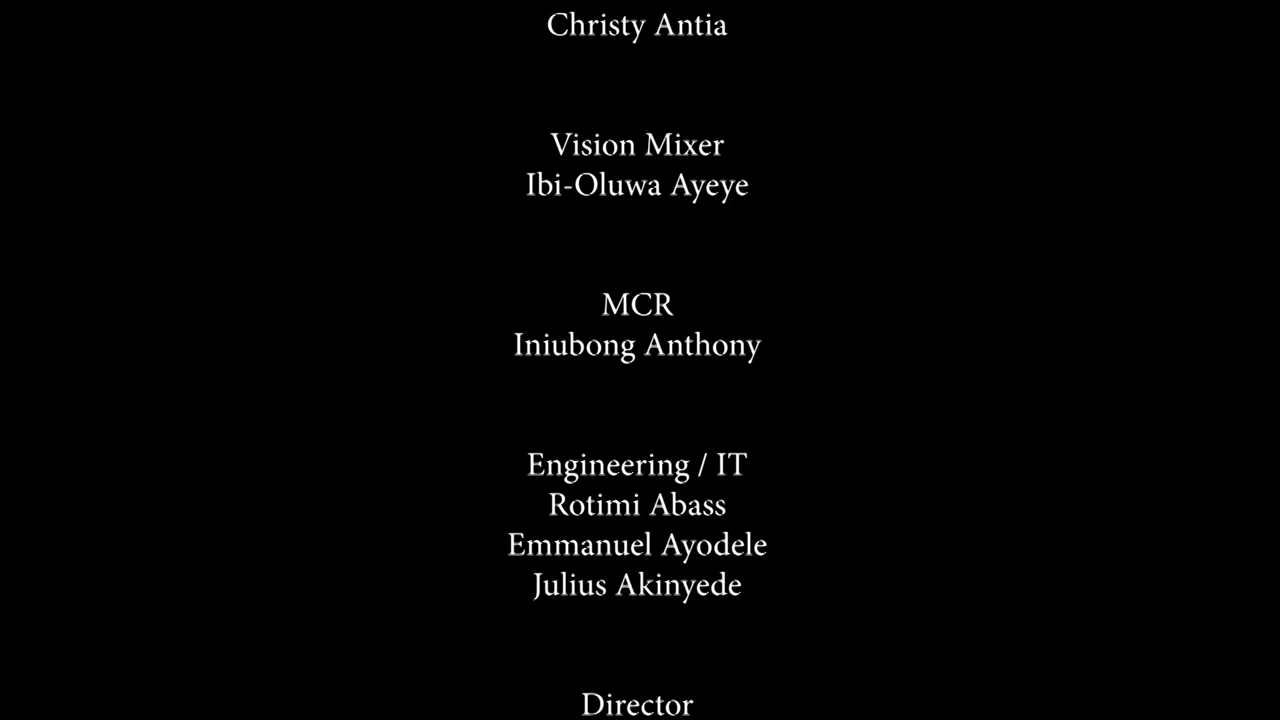 Christy Antia
Vision Mixer
Ibi-Oluwa Ayeye
MCR
Iniubong Anthony
Engineering / IT
Rotimi Abass
Emmanuel Ayodele
Julius Akinyede
Director